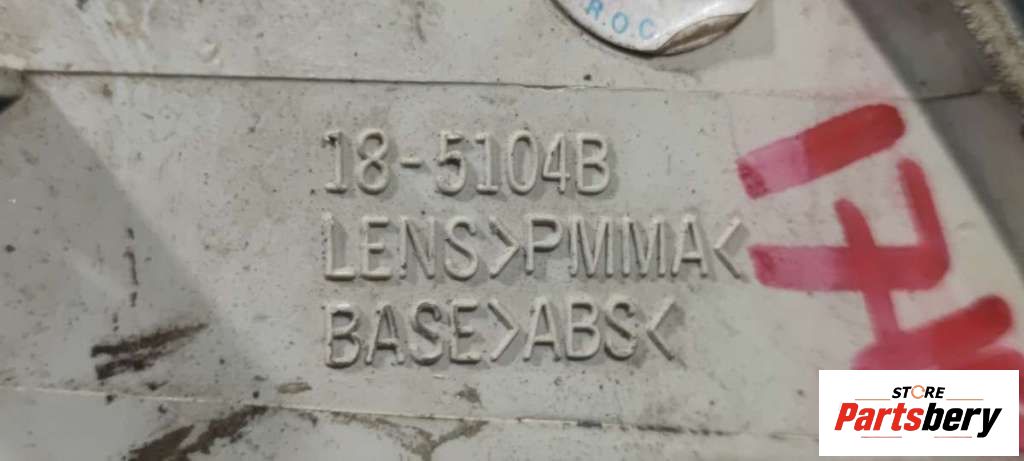 R.O.C.
18-5104B
LENS>PMMA<
BASE>ABS<
STORE
Partsbery